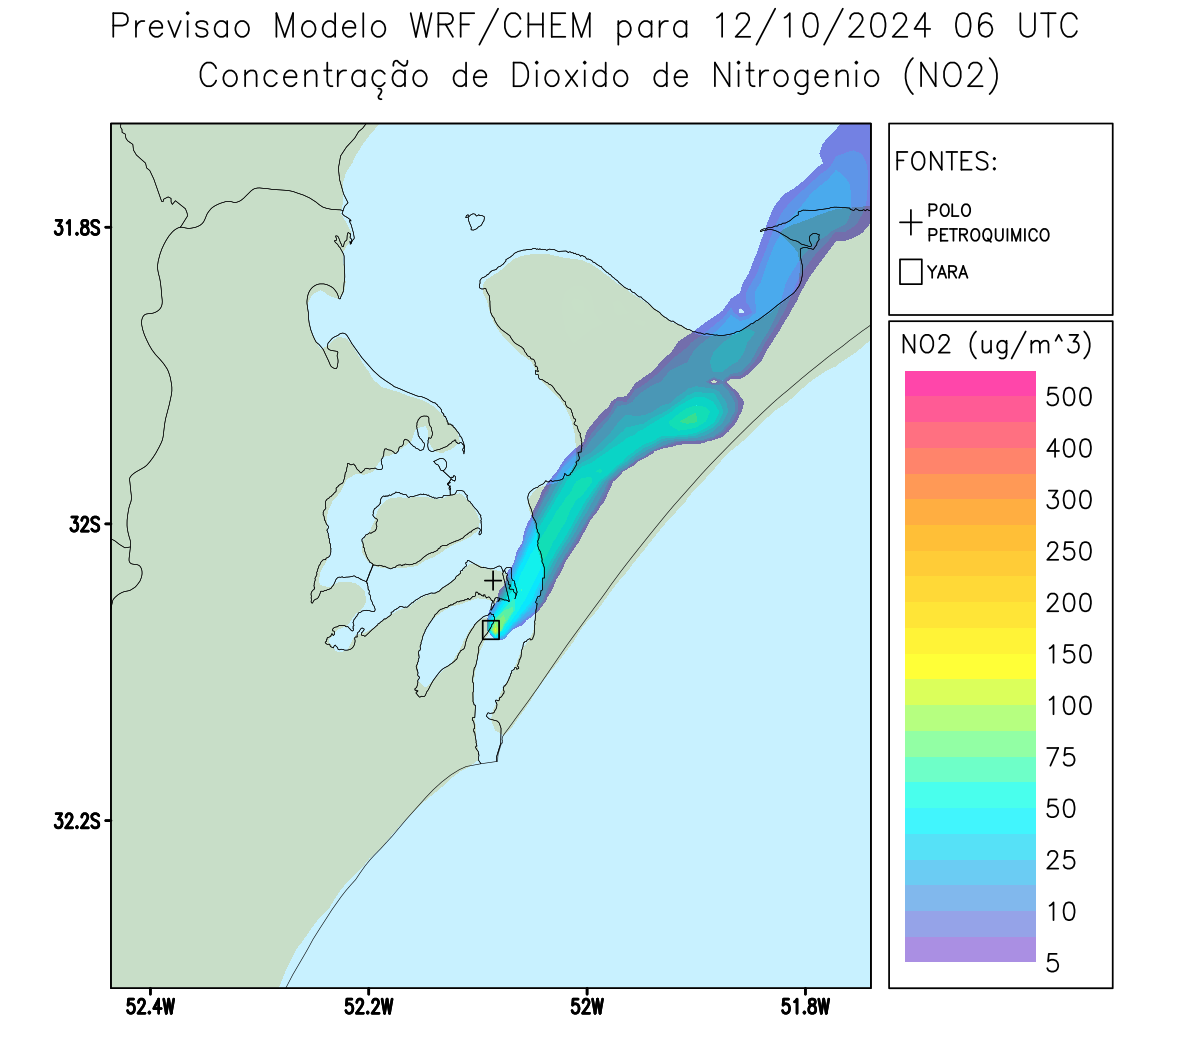 Previsao Modelo WRF/CHEM para 12/10/2024 06 UTC
Concentração de Dioxido de Nitrogenio (NO2)
FONTES:
POLO
PETROQUIMICO
YARA
31.8S
32S
32.2S
52.4W
52.2W
52W
51.8W
NO2 (ug/m^3)
500
400
300
250
200
150
100
75
50
25
10
5